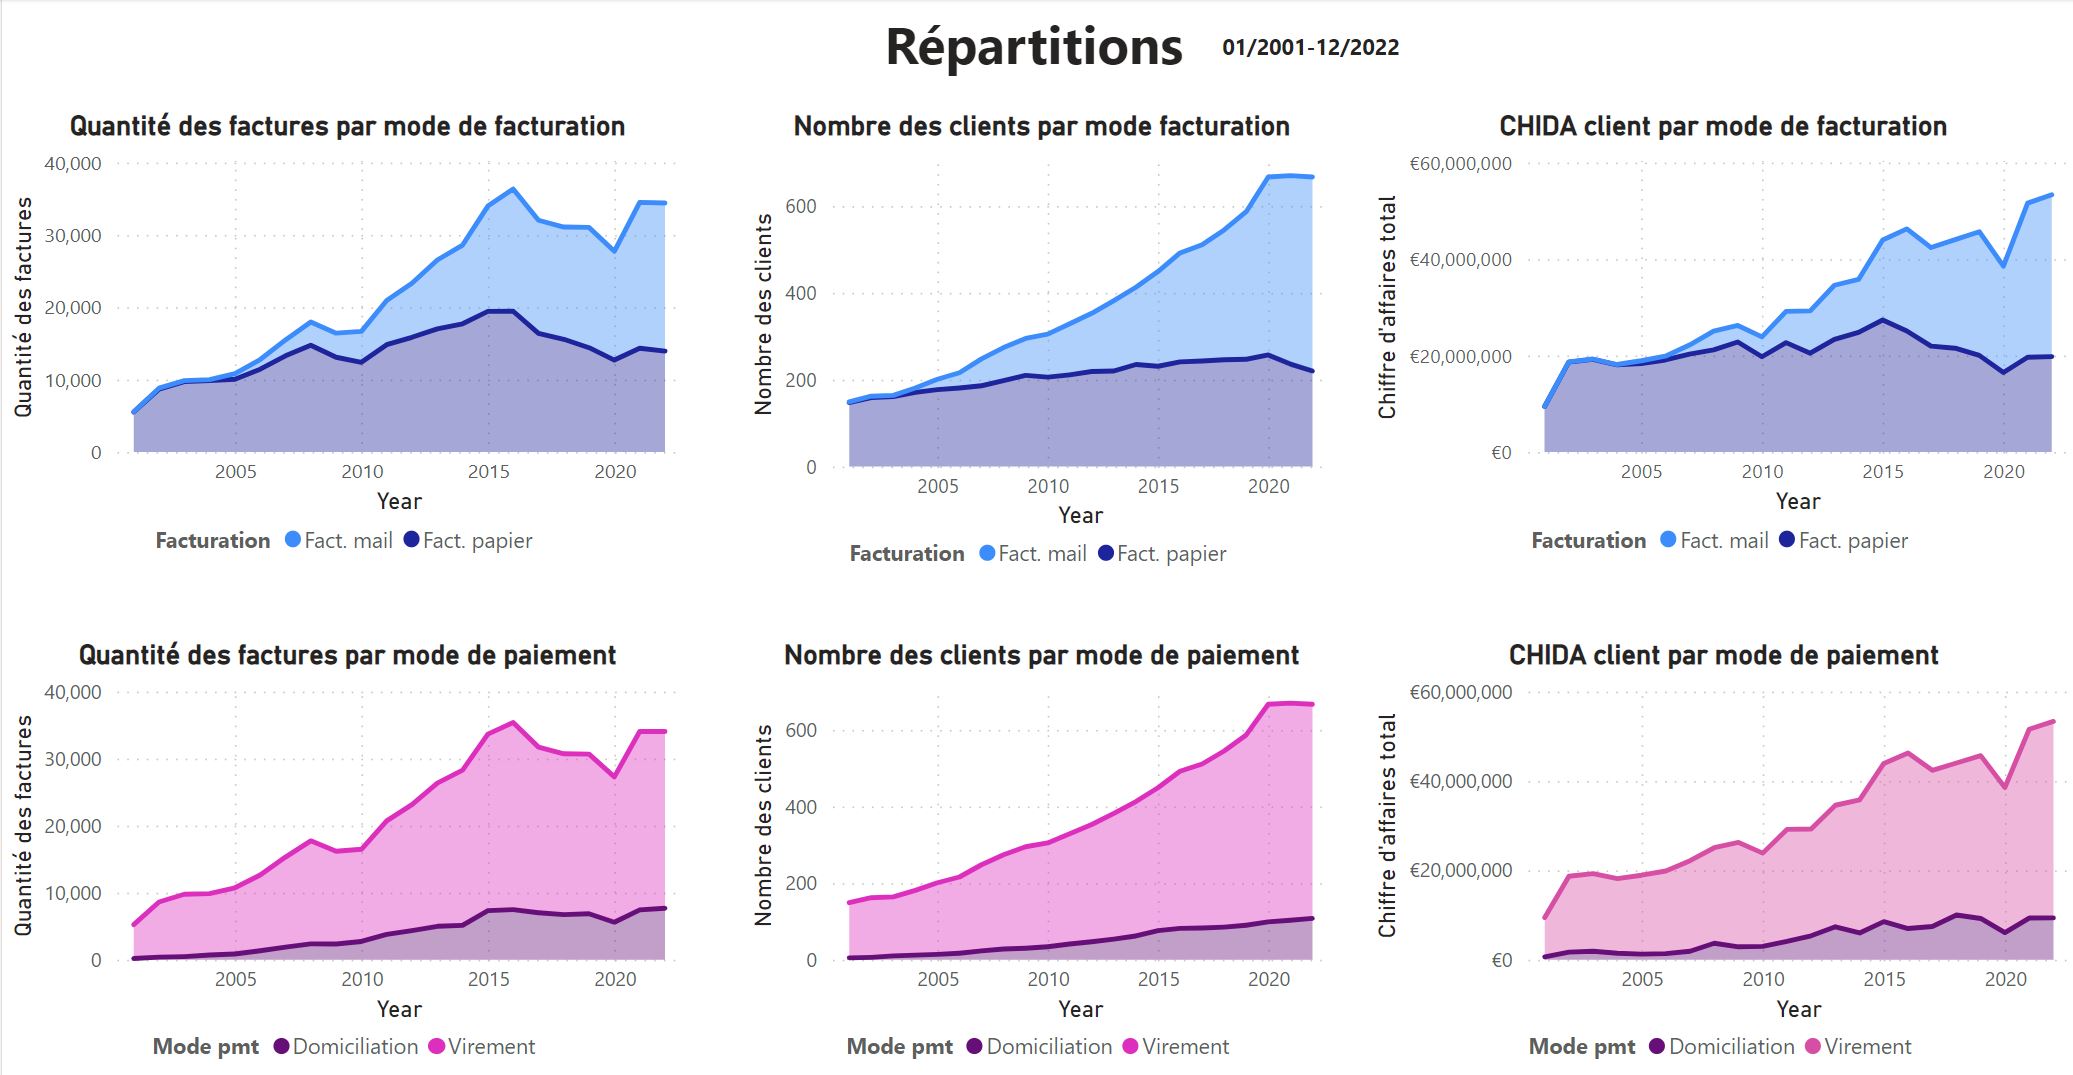 Répartitions 01/2001-12/2022
Quantité des factures par mode de facturation
Quantité des factures
40,000
30,000
20,000
10,000
0
2005 2010 2015 2020
Year
Facturation Fact. mail Fact. papier
Nombre des clients par mode facturation
Nombre des clients
600
400
200
0
2005 2010 2015 2020
Year
Facturation Fact. mail Fact. papier
CHIDA client par mode de facturation
Chiffre d'affaires total
€60,000,000
€40,000,000
€20,000,000
€0
2005 2010 2015 2020
Year
Facturation Fact. mail Fact. papier
Quantité des factures par mode de paiement
Quantité des factures
40,000
30,000
20,000
10,000
0
2005 2010 2015 2020
Year
Mode pmt Domiciliation Virement
Nombre des clients par mode de paiement
Nombre des clients
600
400
200
0
2005 2010 2015 2020
Year
Mode pmt Domiciliation Virement
CHIDA client par mode de paiement
Chiffre d'affaires total
€60,000,000
€40,000,000
€20,000,000
€0
2005 2010 2015 2020
Year
Mode pmt Domiciliation Virement